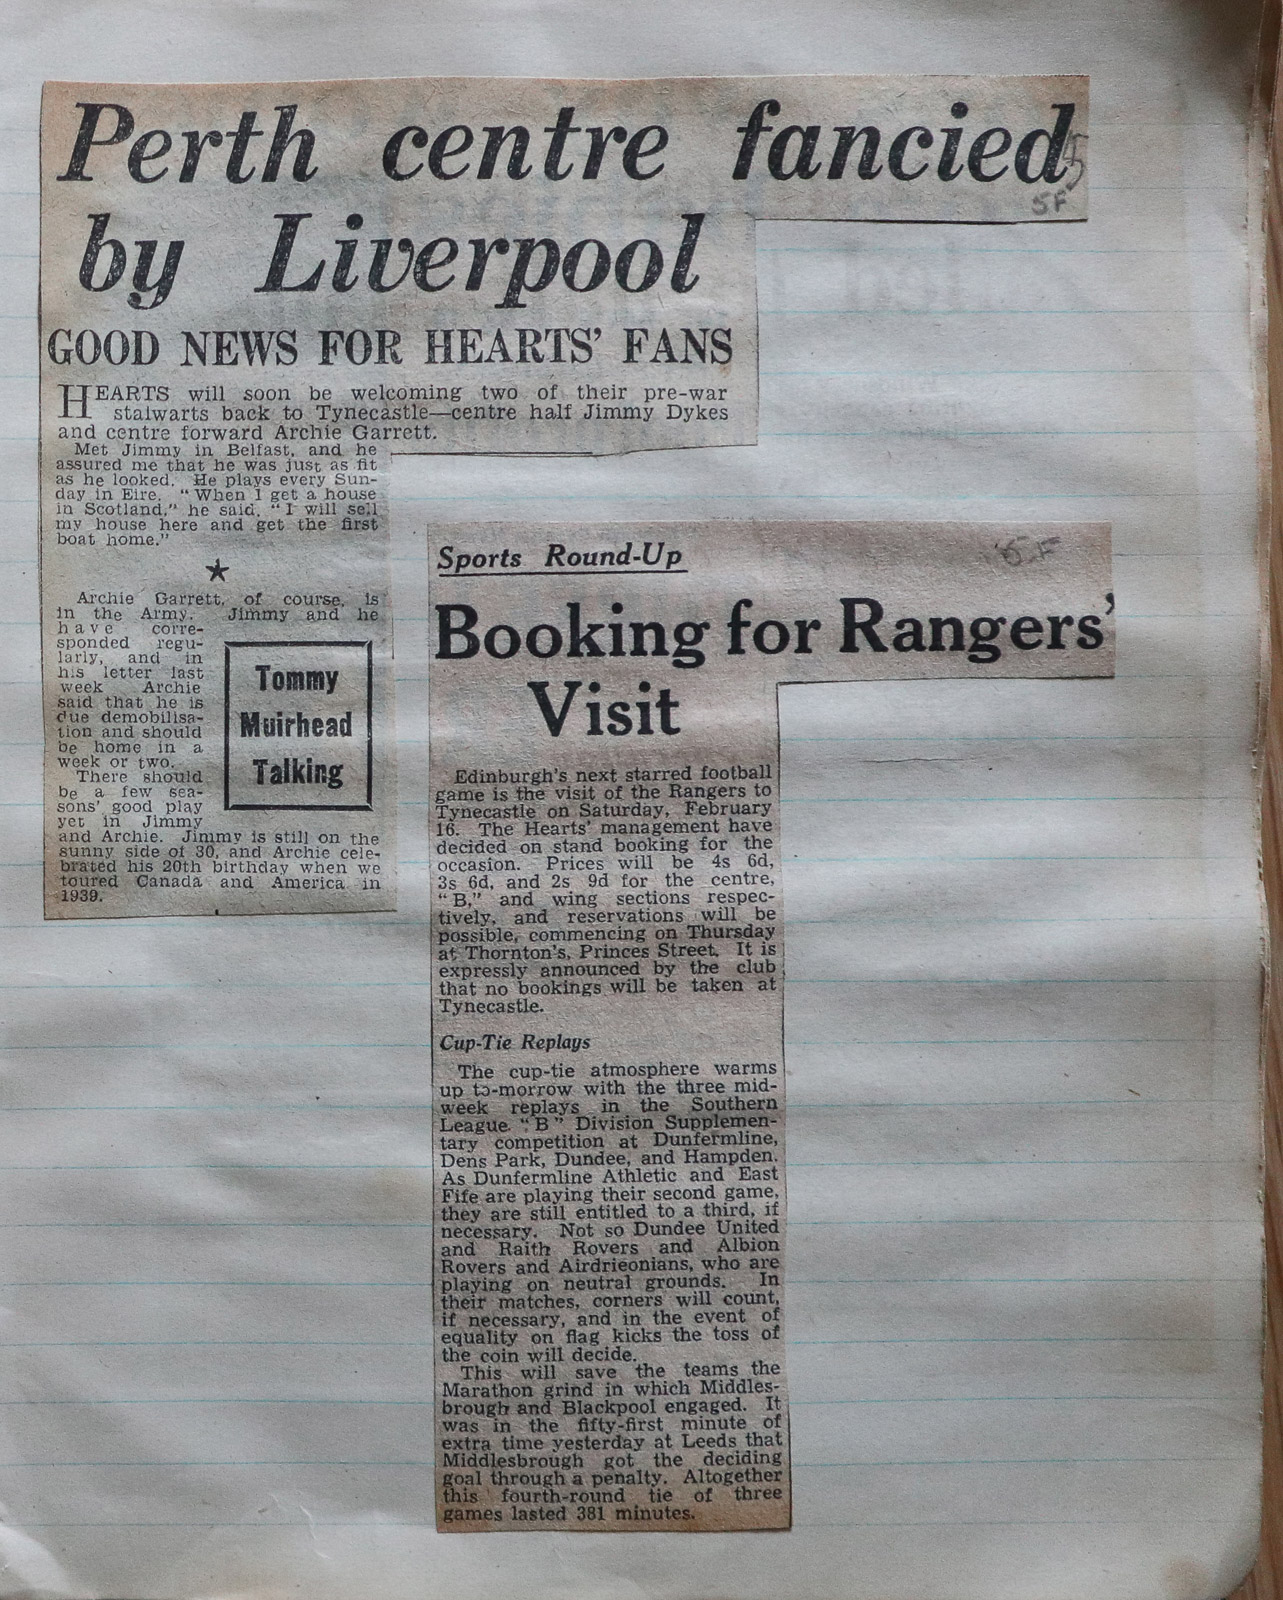 Perth centre fancied
by Liverpool
5F
GOOD NEWS FOR HEARTS' FANS
HEARTS will soon be welcoming two of their pre-war
stalwarts back to Tynecastle—centre half Jimmy Dykes
and centre forward Archie Garrett.
Met Jimmy in Belfast, and he
assured me that he was just as fit
as he looked. He plays every Sun-
day in Eire. "When I get a house
in Scotland," he said, "I will sell
my house here and get the first
boat home."
★
Archie Garrett, of course, is
in the Army. Jimmy and he
have corre-
sponded regu-
larly, and in
his letter last
week Archie
said that he is
due demobilisa-
tion and should
be home in a
week or two.
There should
be a few sea-
sons' good play
yet in Jimmy
and Archie. Jimmy is still on the
sunny side of 30, and Archie cele-
brated his 20th birthday when we
toured Canada and America in
1939.
Tommy
Muirhead
Talking
Sports Round-Up
Booking for Rangers'
Visit
Edinburgh's next starred football
game is the visit of the Rangers to
Tynecastle on Saturday, February
16. The Hearts' management have
decided on stand booking for the
occasion. Prices will be 4s 6d,
3s 6d, and 2s 9d for the centre,
"B," and wing sections respec-
tively, and reservations will be
possible, commencing on Thursday
at Thornton's, Princes Street. It is
expressly announced by the club
that no bookings will be taken at
Tynecastle.
Cup-Tie Replays
The cup-tie atmosphere warms
up to-morrow with the three mid-
week replays in the Southern
League "B" Division Supplemen-
tary competition at Dunfermline,
Dens Park, Dundee, and Hampden.
As Dunfermline Athletic and East
Fife are playing their second game,
they are still entitled to a third, if
necessary. Not so Dundee United
and Raith Rovers and Albion
Rovers and Airdrieonians, who are
playing on neutral grounds. In
their matches, corners will count,
if necessary, and in the event of
equality on flag kicks the toss of
the coin will decide.
This will save the teams the
Marathon grind in which Middles-
brough and Blackpool engaged. It
was in the fifty-first minute of
extra time yesterday at Leeds that
Middlesbrough got the deciding
goal through a penalty. Altogether
this fourth-round tie of three
games lasted 381 minutes.